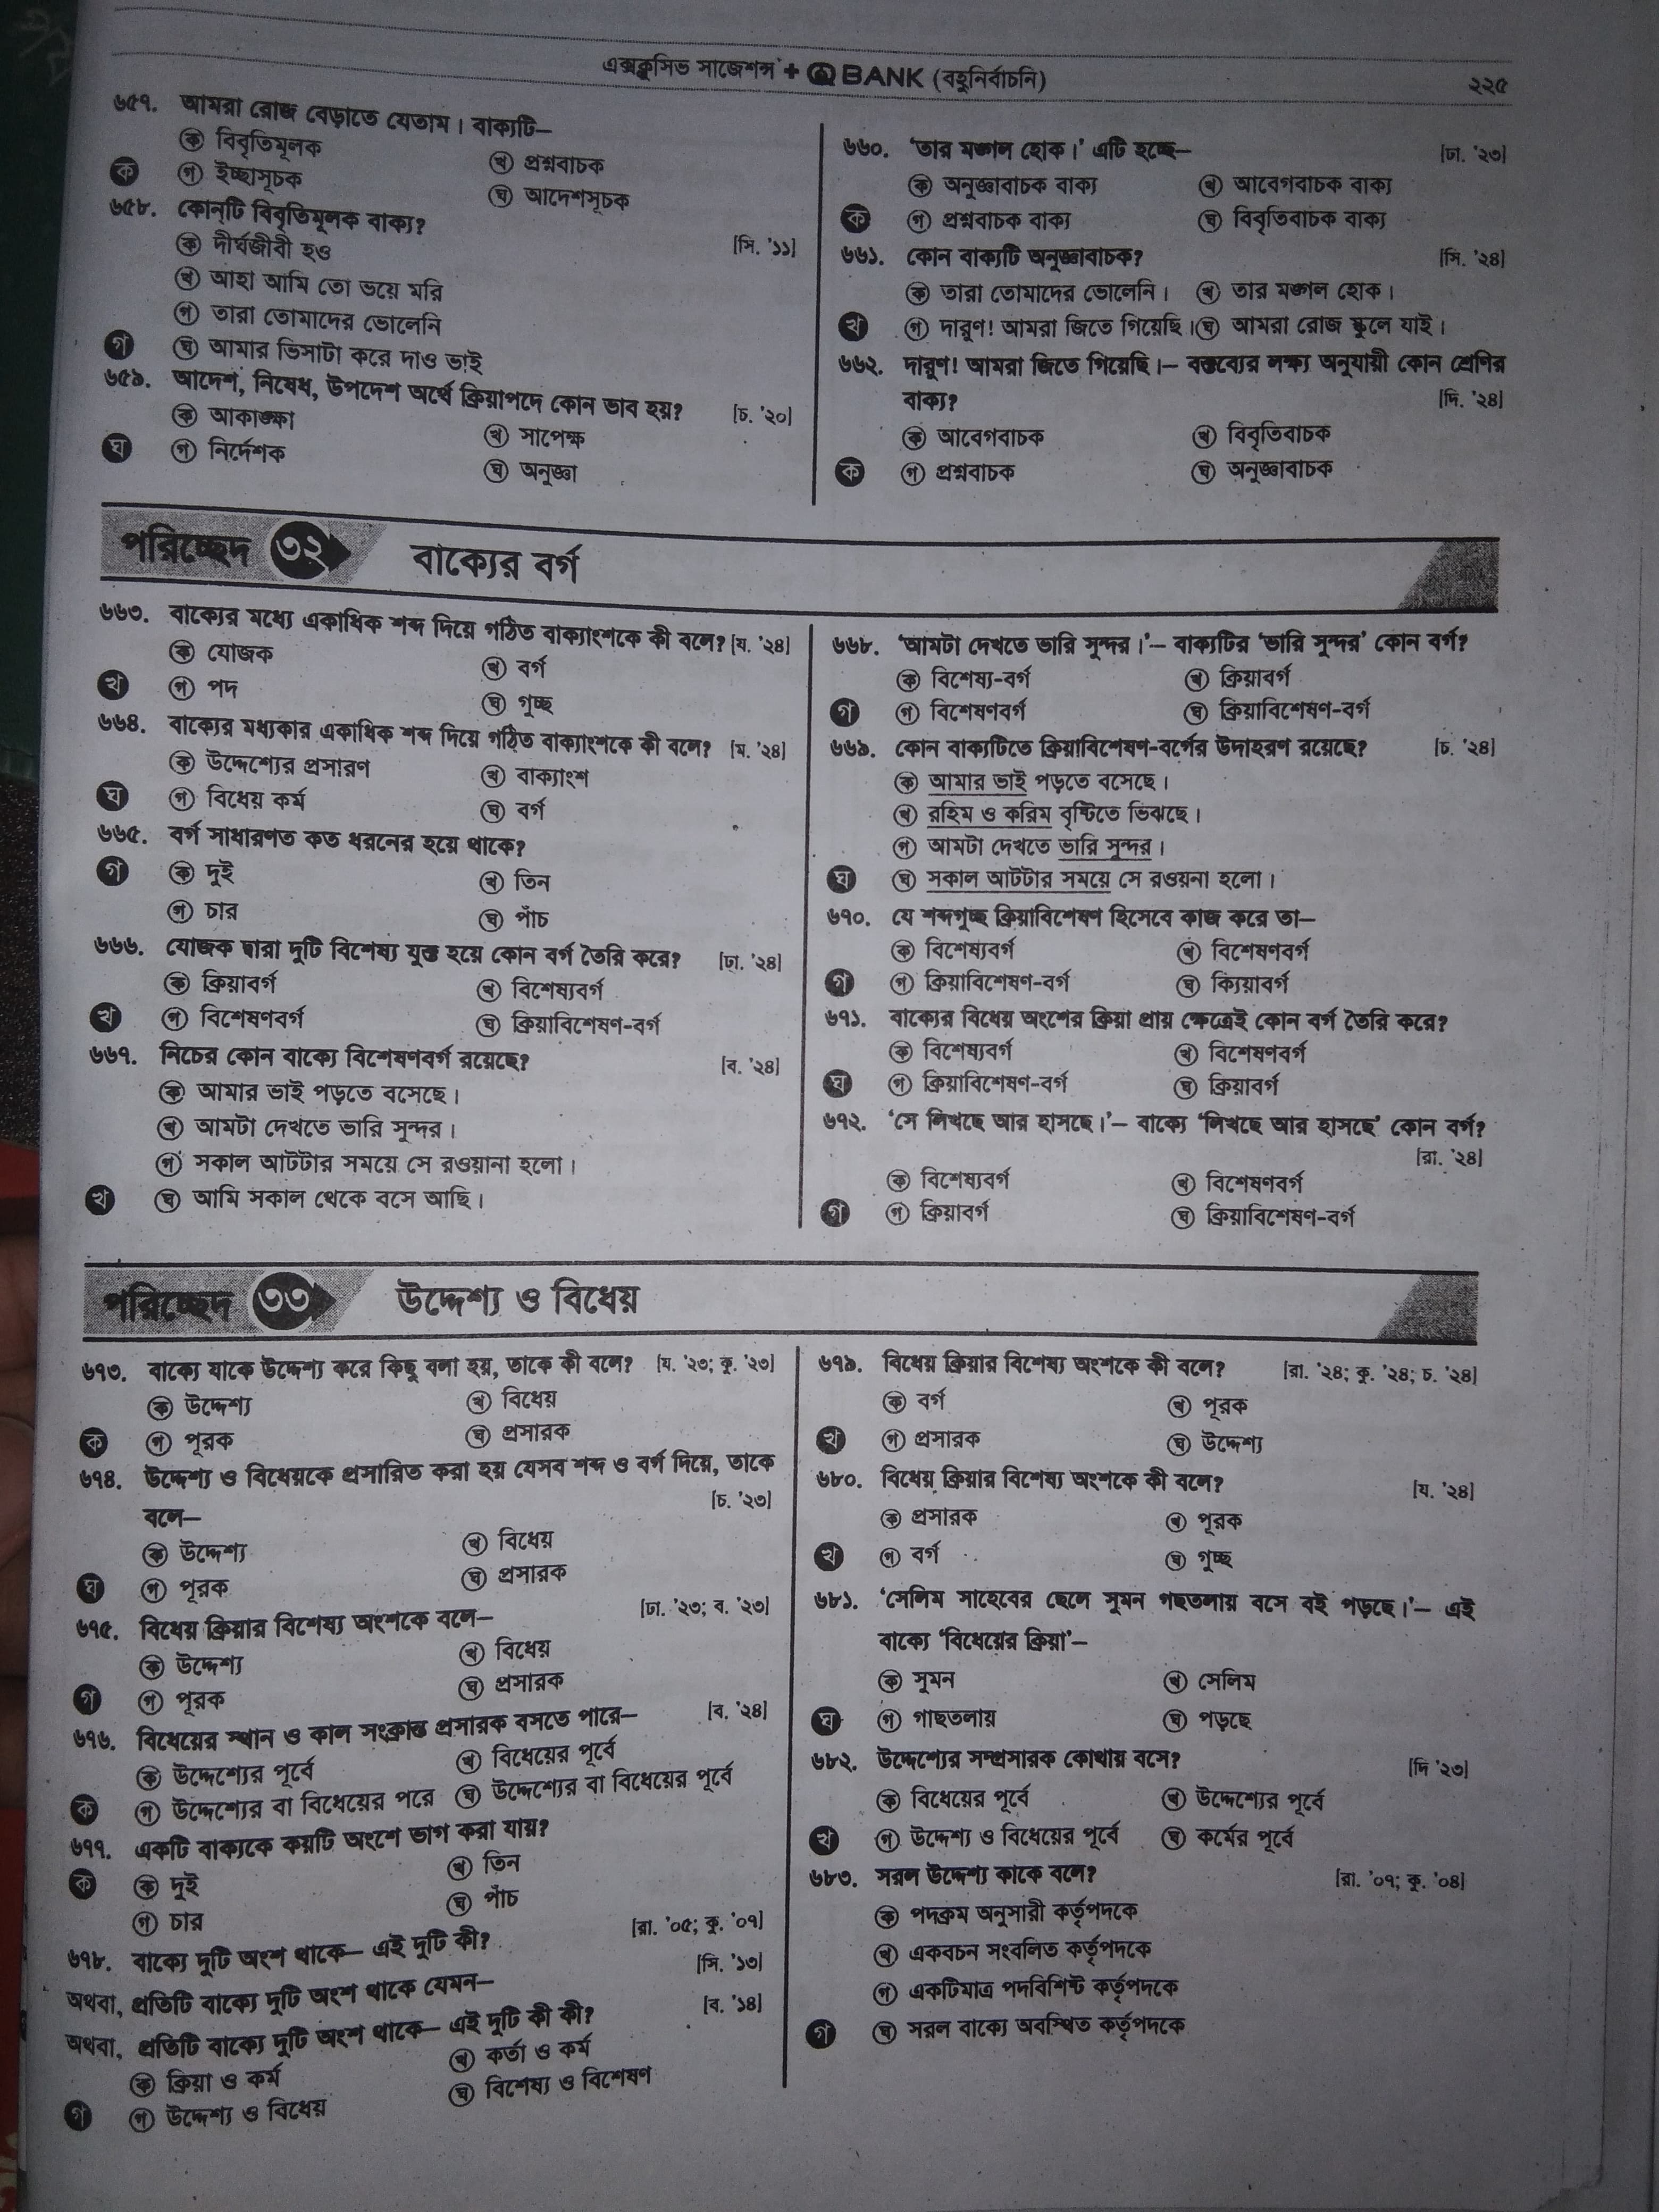 এক্সক্লুসিভ সাজেশন্স + Q BANK (বহুনির্বাচনি)
২২৫
৬৫৭. আমরা রোজ বেড়াতে যেতাম। বাক্যটি—
ক বিবৃতিমূলক
খ প্রশ্নবাচক
ক গ ইচ্ছাসূচক
ঘ আদেশসূচক
৬৫৮. কোন্‌টি বিবৃতিমূলক বাক্য?
[সি. '১১]
ক দীর্ঘজীবী হও
খ আহা আমি তো ভয়ে মরি
গ তারা তোমাদের ভোলেনি
গ ঘ আমার ভিসাটা করে দাও ভাই
৬৫৯. আদেশ, নিষেধ, উপদেশ অর্থে ক্রিয়াপদে কোন ভাব হয়? [চ. '২০]
ক আকাঙ্ক্ষা
খ সাপেক্ষ
ঘ গ নির্দেশক
ঘ অনুজ্ঞা
৬৬০. 'তার মঙ্গল হোক।' এটি হচ্ছে— [ঢা. '২৩]
ক অনুজ্ঞাবাচক বাক্য খ আবেগবাচক বাক্য
ক গ প্রশ্নবাচক বাক্য ঘ বিবৃতিবাচক বাক্য
৬৬১. কোন বাক্যটি অনুজ্ঞাবাচক? [সি. '২৪]
ক তারা তোমাদের ভোলেনি। খ তার মঙ্গল হোক।
খ গ দারুণ! আমরা জিতে গিয়েছি। ঘ আমরা রোজ স্কুলে যাই।
৬৬২. দারুণ! আমরা জিতে গিয়েছি।— বক্তব্যের লক্ষ্য অনুযায়ী কোন শ্রেণির
বাক্য? [দি. '২৪]
ক আবেগবাচক খ বিবৃতিবাচক
ক গ প্রশ্নবাচক ঘ অনুজ্ঞাবাচক
পরিচ্ছেদ ৩২ বাক্যের বর্গ
৬৬৩. বাক্যের মধ্যে একাধিক শব্দ দিয়ে গঠিত বাক্যাংশকে কী বলে? [য. '২৪]
ক যোজক
খ বর্গ
খ গ পদ
ঘ গুচ্ছ
৬৬৪. বাক্যের মধ্যকার একাধিক শব্দ দিয়ে গঠিত বাক্যাংশকে কী বলে? [ম. '২৪]
ক উদ্দেশ্যের প্রসারণ
খ বাক্যাংশ
ঘ গ বিধেয় কর্ম
ঘ বর্গ
৬৬৫. বর্গ সাধারণত কত ধরনের হয়ে থাকে?
গ ক দুই
খ তিন
গ চার
ঘ পাঁচ
৬৬৬. যোজক দ্বারা দুটি বিশেষ্য যুক্ত হয়ে কোন বর্গ তৈরি করে? [ঢা. '২৪]
ক ক্রিয়াবর্গ
খ বিশেষ্যবর্গ
খ গ বিশেষণবর্গ
ঘ ক্রিয়াবিশেষণ-বর্গ
৬৬৭. নিচের কোন বাক্যে বিশেষণবর্গ রয়েছে? [ব. '২৪]
ক আমার ভাই পড়তে বসেছে।
খ আমটা দেখতে ভারি সুন্দর।
গ সকাল আটটার সময়ে সে রওয়ানা হলো।
খ ঘ আমি সকাল থেকে বসে আছি।
৬৬৮. 'আমটা দেখতে ভারি সুন্দর।'— বাক্যটির 'ভারি সুন্দর' কোন বর্গ?
ক বিশেষ্য-বর্গ খ ক্রিয়াবর্গ
গ গ বিশেষণবর্গ ঘ ক্রিয়াবিশেষণ-বর্গ
৬৬৯. কোন বাক্যটিতে ক্রিয়াবিশেষণ-বর্গের উদাহরণ রয়েছে? [চ. '২৪]
ক আমার ভাই পড়তে বসেছে।
খ রহিম ও করিম বৃষ্টিতে ভিঝছে।
গ আমটা দেখতে ভারি সুন্দর।
ঘ ঘ সকাল আটটার সময়ে সে রওয়না হলো।
৬৭০. যে শব্দগুচ্ছ ক্রিয়াবিশেষণ হিসেবে কাজ করে তা—
ক বিশেষ্যবর্গ খ বিশেষণবর্গ
গ গ ক্রিয়াবিশেষণ-বর্গ ঘ ক্যিয়াবর্গ
৬৭১. বাক্যের বিধেয় অংশের ক্রিয়া প্রায় ক্ষেত্রেই কোন বর্গ তৈরি করে?
ক বিশেষ্যবর্গ খ বিশেষণবর্গ
ঘ গ ক্রিয়াবিশেষণ-বর্গ ঘ ক্রিয়াবর্গ
৬৭২. 'সে লিখছে আর হাসছে।'— বাক্যে 'লিখছে আর হাসছে' কোন বর্গ?
[রা. '২৪]
ক বিশেষ্যবর্গ খ বিশেষণবর্গ
গ গ ক্রিয়াবর্গ ঘ ক্রিয়াবিশেষণ-বর্গ
পরিচ্ছেদ ৩৩ উদ্দেশ্য ও বিধেয়
৬৭৩. বাক্যে যাকে উদ্দেশ্য করে কিছু বলা হয়, তাকে কী বলে? [য. '২৩; কু. '২৩]
ক উদ্দেশ্য
খ বিধেয়
ক গ পূরক
ঘ প্রসারক
৬৭৪. উদ্দেশ্য ও বিধেয়কে প্রসারিত করা হয় যেসব শব্দ ও বর্গ দিয়ে, তাকে
বলে— [চ. '২৩]
ক উদ্দেশ্য
খ বিধেয়
ঘ গ পূরক
ঘ প্রসারক
৬৭৫. বিধেয় ক্রিয়ার বিশেষ্য অংশকে বলে— [ঢা. '২৩; ব. '২৩]
ক উদ্দেশ্য
খ বিধেয়
গ গ পূরক
ঘ প্রসারক
৬৭৬. বিধেয়ের স্থান ও কাল সংক্রান্ত প্রসারক বসতে পারে— [ব. '২৪]
ক উদ্দেশ্যের পূর্বে
খ বিধেয়ের পূর্বে
ক গ উদ্দেশ্যের বা বিধেয়ের পরে ঘ উদ্দেশ্যের বা বিধেয়ের পূর্বে
৬৭৭. একটি বাক্যকে কয়টি অংশে ভাগ করা যায়?
ক ক দুই
খ তিন
গ চার
ঘ পাঁচ
৬৭৮. বাক্যে দুটি অংশ থাকে— এই দুটি কী? [রা. '০৫; কু. '০৭]
অথবা, প্রতিটি বাক্যে দুটি অংশ থাকে যেমন— [সি. '১৩]
অথবা, প্রতিটি বাক্যে দুটি অংশ থাকে— এই দুটি কী কী? [ব. '১৪]
ক ক্রিয়া ও কর্ম
খ কর্তা ও কর্ম
গ গ উদ্দেশ্য ও বিধেয়
ঘ বিশেষ্য ও বিশেষণ
৬৭৯. বিধেয় ক্রিয়ার বিশেষ্য অংশকে কী বলে? [রা. '২৪; কু. '২৪; চ. '২৪]
ক বর্গ খ পূরক
খ গ প্রসারক ঘ উদ্দেশ্য
৬৮০. বিধেয় ক্রিয়ার বিশেষ্য অংশকে কী বলে? [য. '২৪]
ক প্রসারক খ পূরক
খ গ বর্গ ঘ গুচ্ছ
৬৮১. 'সেলিম সাহেবের ছেলে সুমন গছতলায় বসে বই পড়ছে।'— এই
বাক্যে 'বিধেয়ের ক্রিয়া'—
ক সুমন খ সেলিম
ঘ গ গাছতলায় ঘ পড়ছে
৬৮২. উদ্দেশ্যের সম্প্রসারক কোথায় বসে? [দি '২৩]
ক বিধেয়ের পূর্বে খ উদ্দেশ্যের পূর্বে
খ গ উদ্দেশ্য ও বিধেয়ের পূর্বে ঘ কর্মের পূর্বে
৬৮৩. সরল উদ্দেশ্য কাকে বলে? [রা. '০৭; কু. '০৪]
ক পদক্রম অনুসারী কর্তৃপদকে
খ একবচন সংবলিত কর্তৃপদকে
গ একটিমাত্র পদবিশিষ্ট কর্তৃপদকে
গ ঘ সরল বাক্যে অবস্থিত কর্তৃপদকে